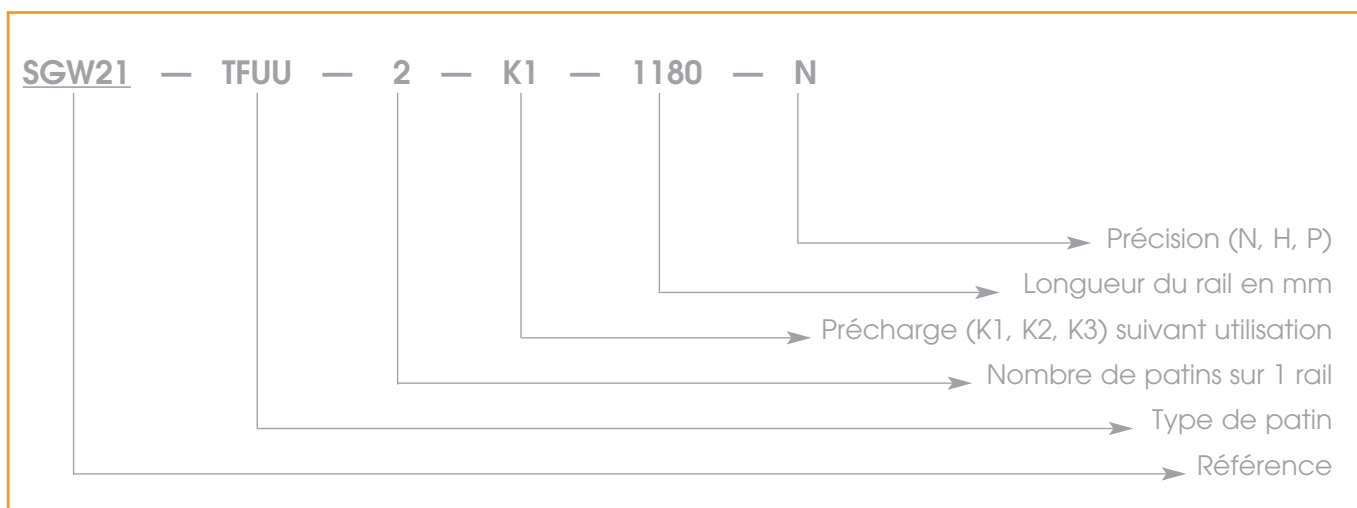 SGW21 — TFUU — 2 — K1 — 1180 — N
Précision (N, H, P)
Longueur du rail en mm
Précharge (K1, K2, K3) suivant utilisation
Nombre de patins sur 1 rail
Type de patin
Référence